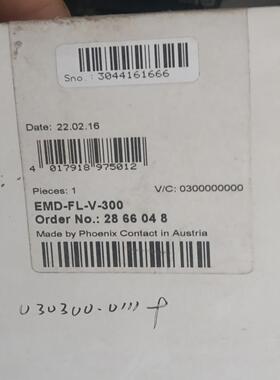 Sno.: 3044161666
Date: 22.02.16
4 017918 975012
Pieces: 1 V/C: 0300000000
EMD-FL-V-300
Order No.: 28 66 04 8
Made by Phoenix Contact in Austria